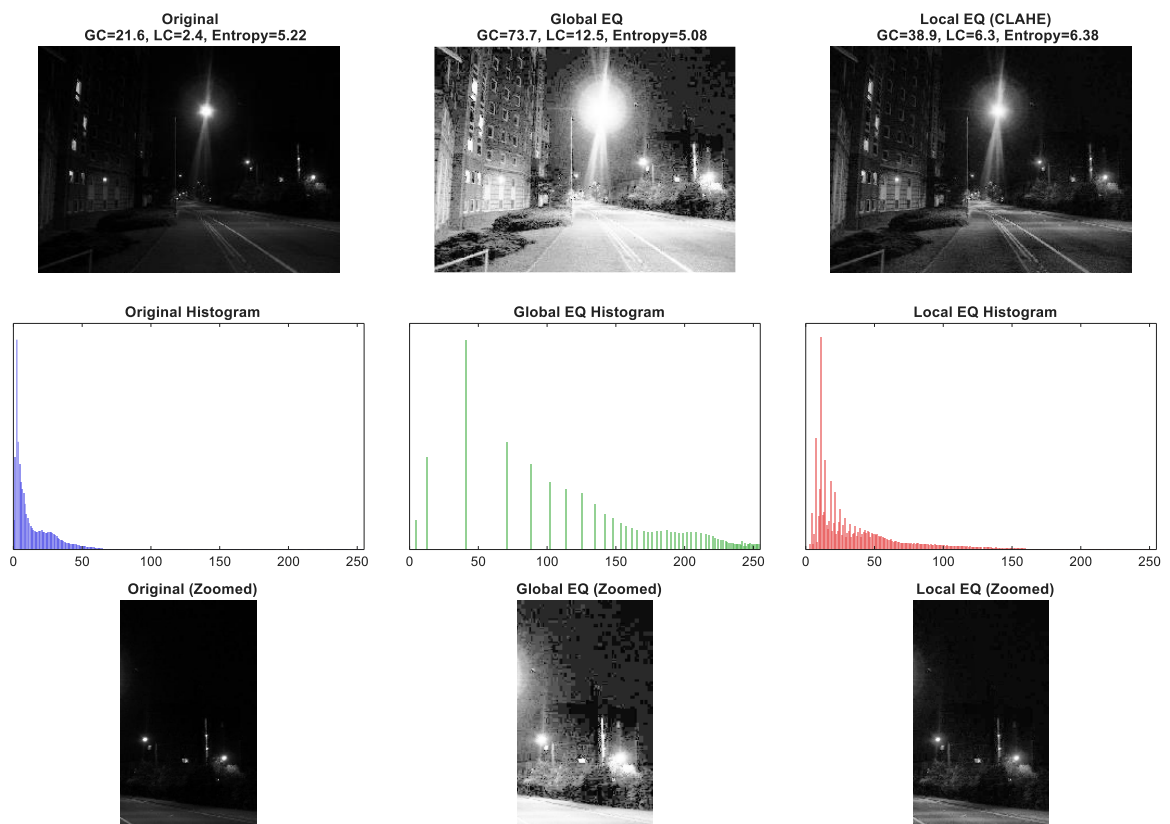 Original
GC=21.6, LC=2.4, Entropy=5.22
Global EQ
GC=73.7, LC=12.5, Entropy=5.08
Local EQ (CLAHE)
GC=38.9, LC=6.3, Entropy=6.38
Original Histogram
0 50 100 150 200 250
Global EQ Histogram
0 50 100 150 200 250
Local EQ Histogram
0 50 100 150 200 250
Original (Zoomed)
Global EQ (Zoomed)
Local EQ (Zoomed)